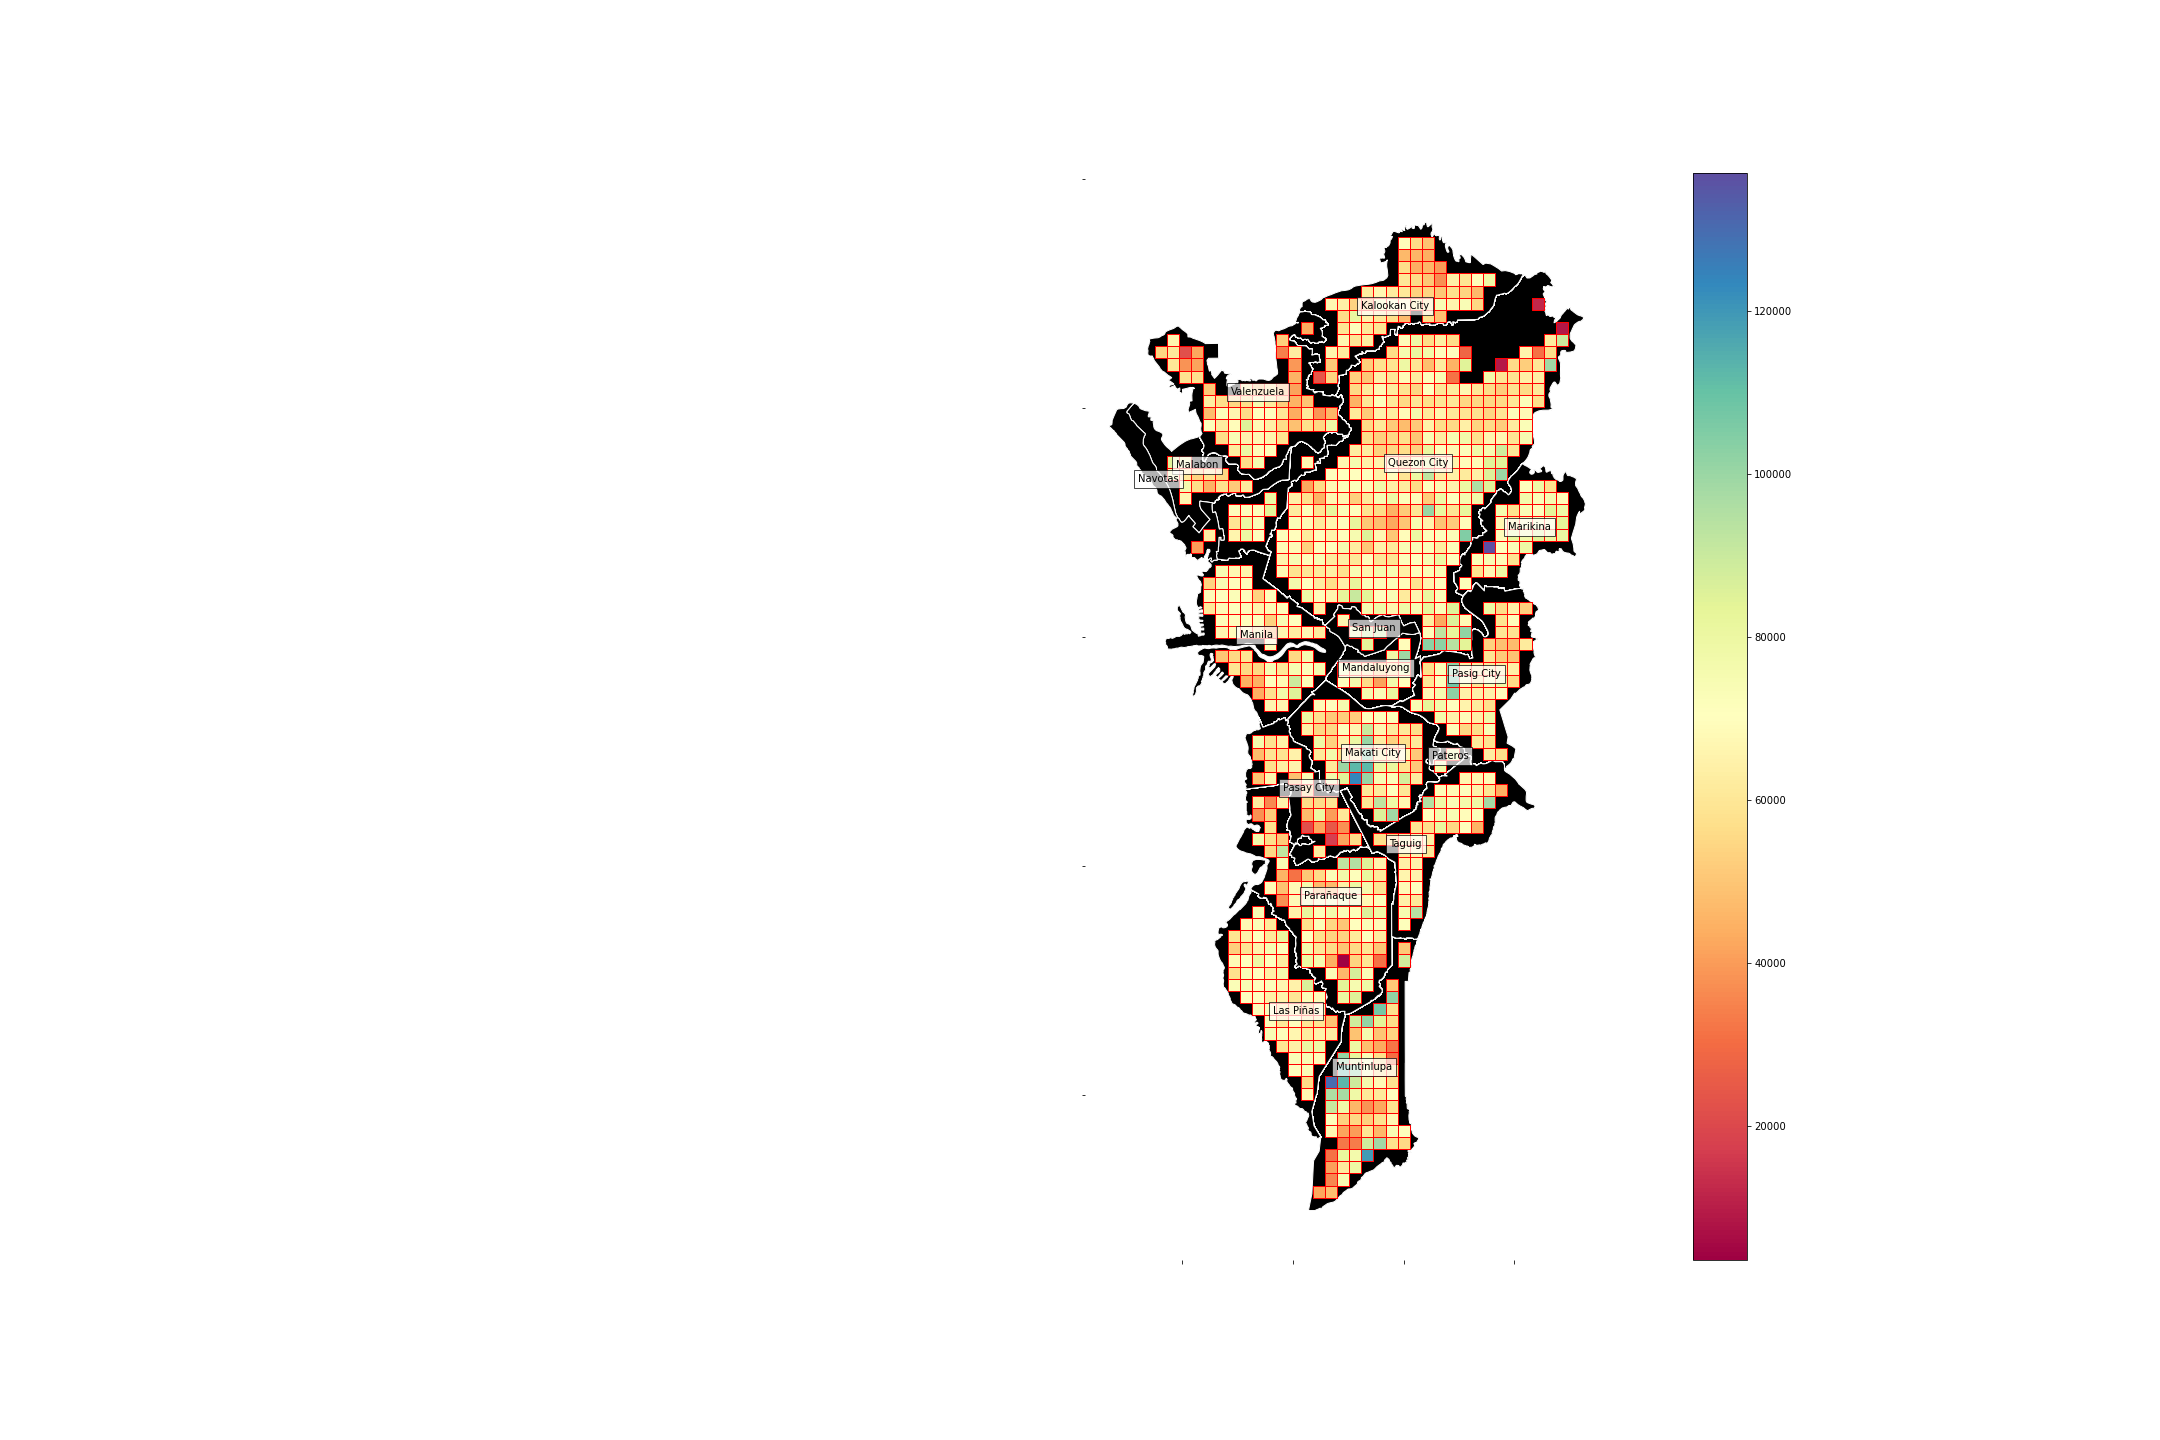 Kalookan City
Valenzuela
Malabon
Navotas
Quezon City
Marikina
Manila
San Juan
Mandaluyong
Pasig City
Makati City
Pateros
Pasay City
Taguig
Parañaque
Las Piñas
Muntinlupa
120000
100000
80000
60000
40000
20000